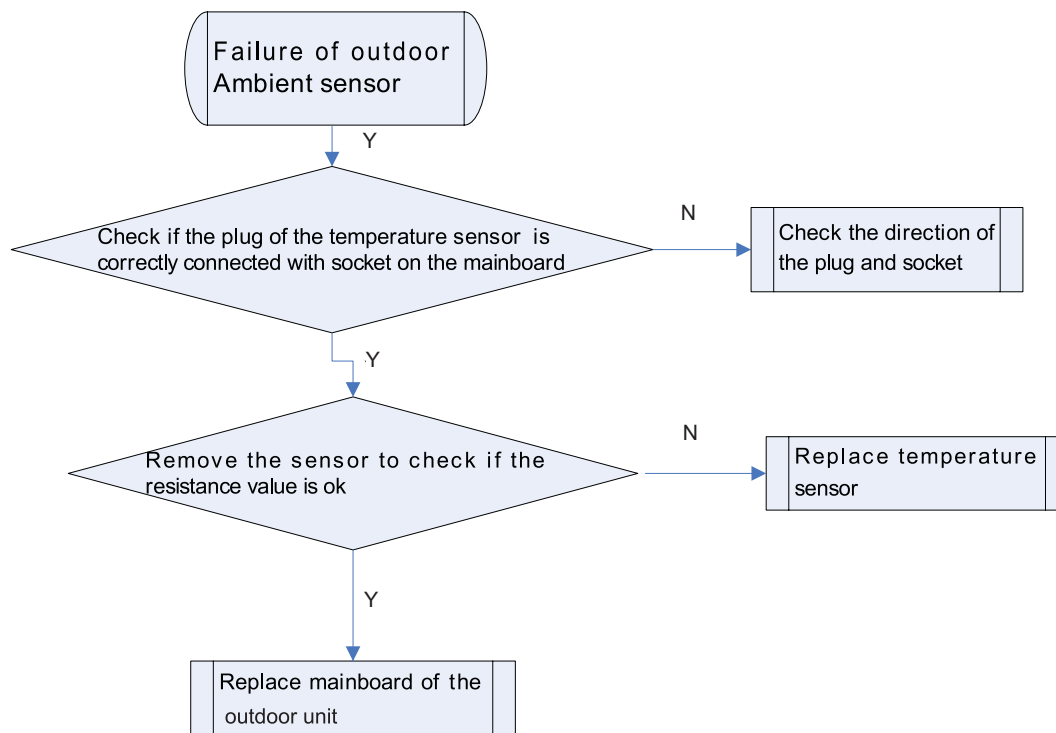 Failure of outdoor
Ambient sensor
Y
Check if the plug of the temperature sensor is
correctly connected with socket on the mainboard
N
Check the direction of
the plug and socket
Y
Remove the sensor to check if the
resistance value is ok
N
Replace temperature
sensor
Y
Replace mainboard of the
outdoor unit